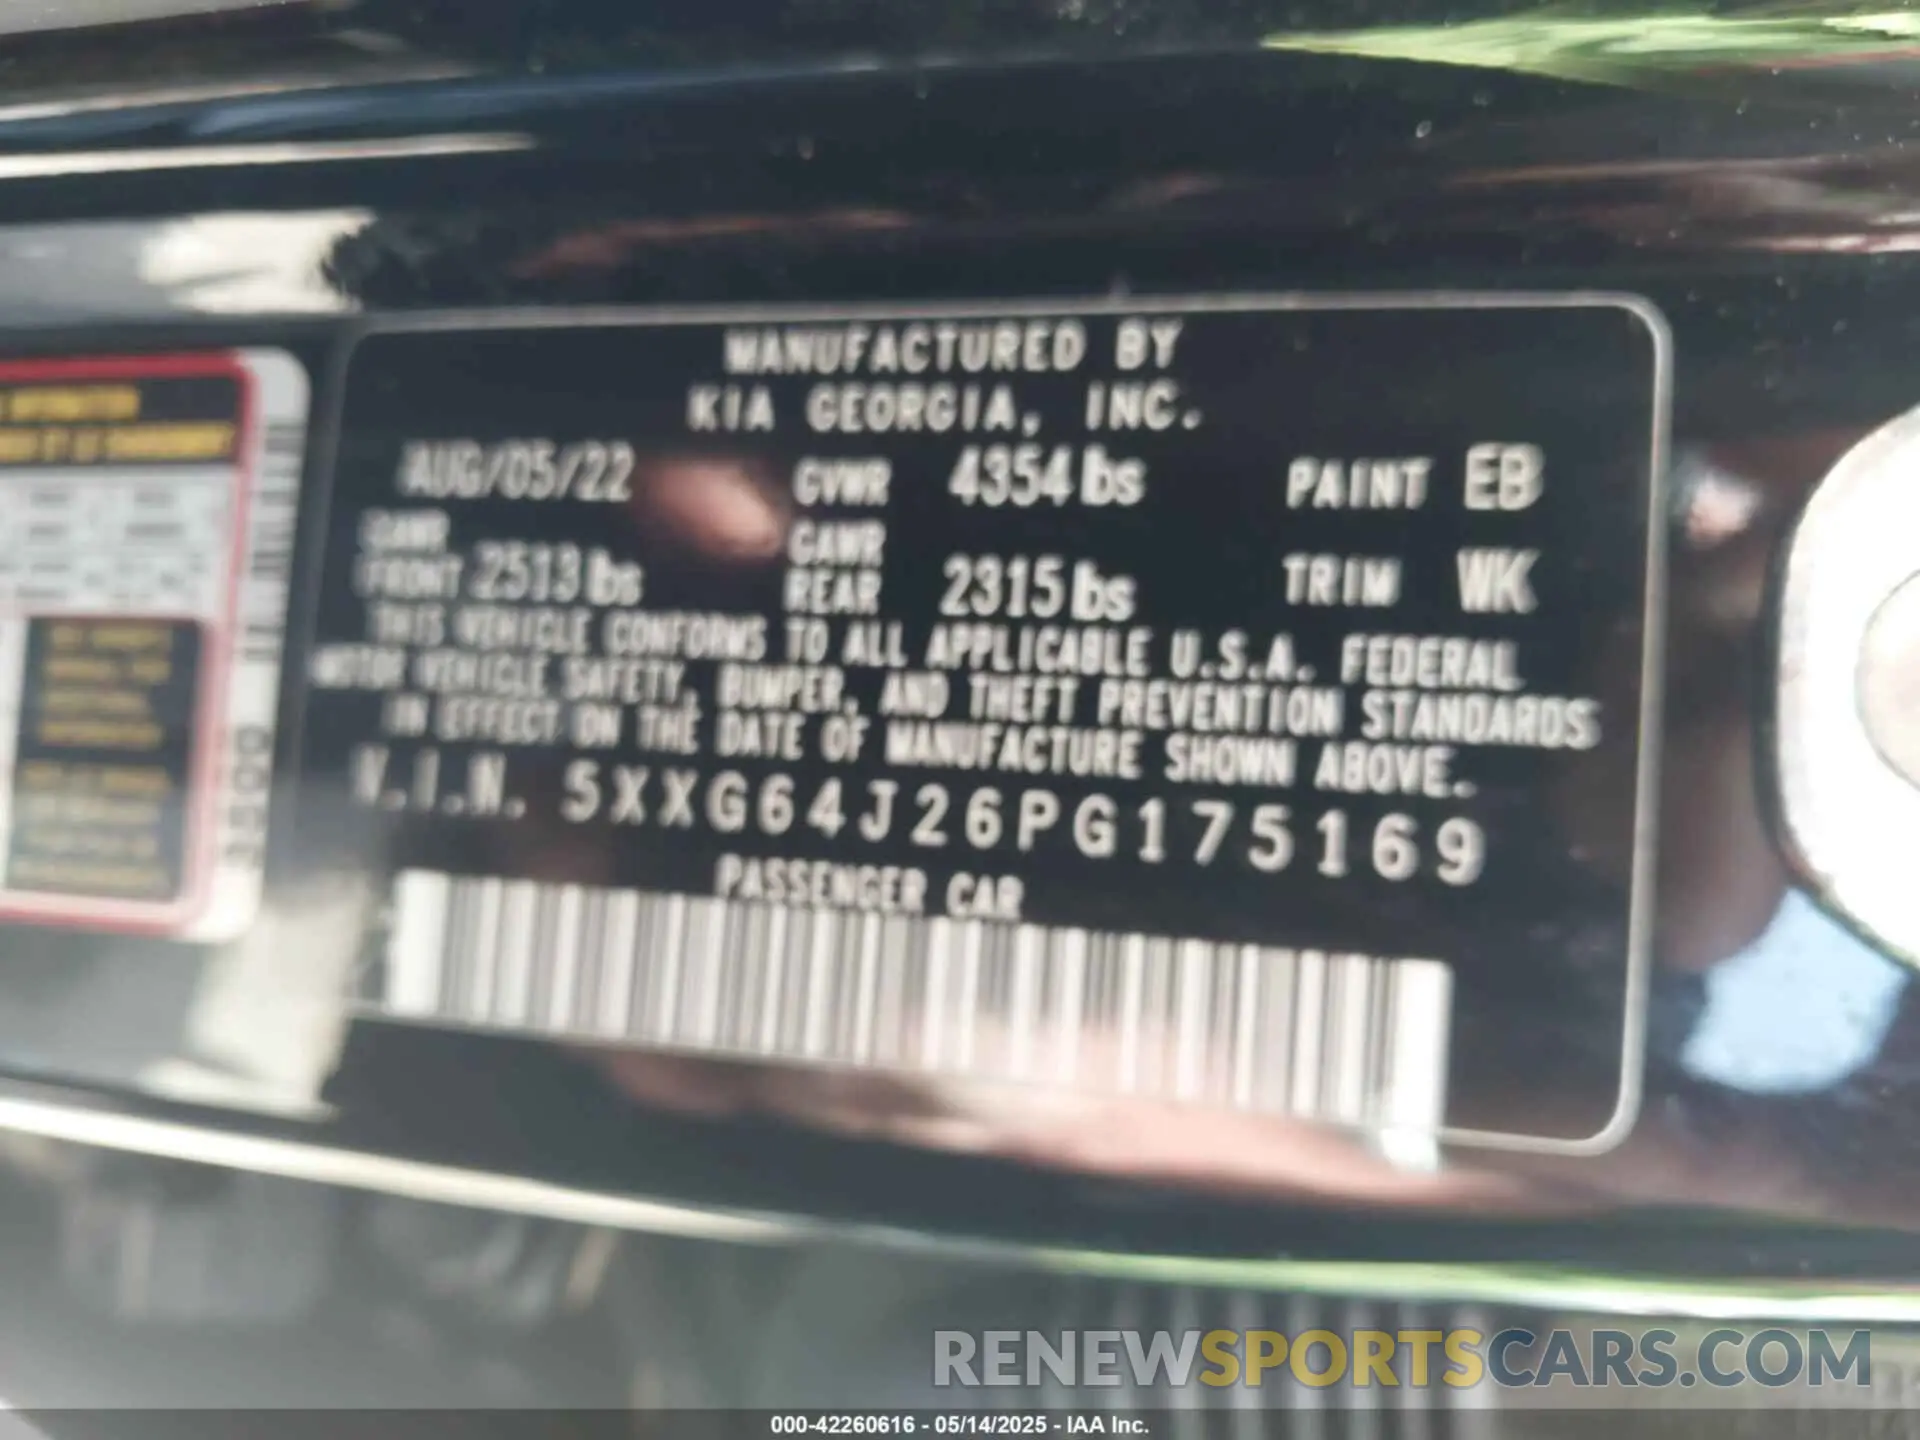 MANUFACTURED BY
KIA GEORGIA, INC.
AUG/05/22 GVWR 4354 lbs PAINT EB
GAWR FRONT 2513 lbs GAWR REAR 2315 lbs TRIM WK
THIS VEHICLE CONFORMS TO ALL APPLICABLE U.S.A. FEDERAL
MOTOR VEHICLE SAFETY, BUMPER, AND THEFT PREVENTION STANDARDS
IN EFFECT ON THE DATE OF MANUFACTURE SHOWN ABOVE.
V.I.N. 5XXG64J26PG175169
PASSENGER CAR
RENEWSPORTSCARS.COM
000-42260616 - 05/14/2025 - IAA Inc.